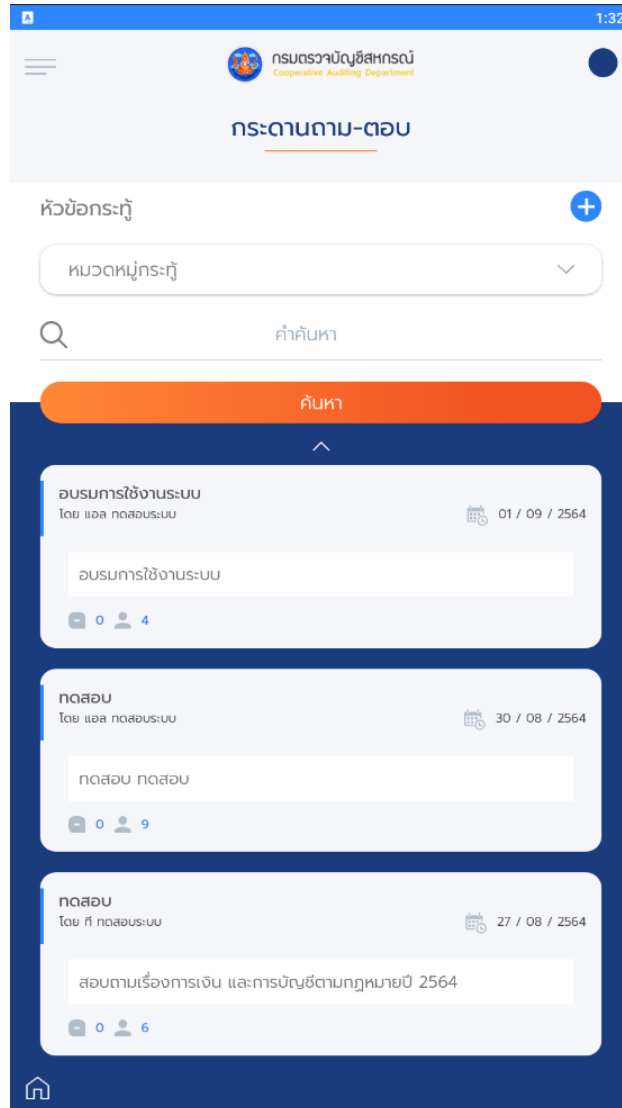 A 1:32
กรมตรวจบัญชีสหกรณ์
Cooperative Auditing Department
กระดานถาม-ตอบ
หัวข้อกระทู้
หมวดหมู่กระทู้
คำค้นหา
ค้นหา
อบรมการใช้งานระบบ
โดย แอล ทดสอบระบบ 01 / 09 / 2564
อบรมการใช้งานระบบ
0 4
ทดสอบ
โดย แอล ทดสอบระบบ 30 / 08 / 2564
ทดสอบ ทดสอบ
0 9
ทดสอบ
โดย ที ทดสอบระบบ 27 / 08 / 2564
สอบถามเรื่องการเงิน และการบัญชีตามกฏหมายปี 2564
0 6